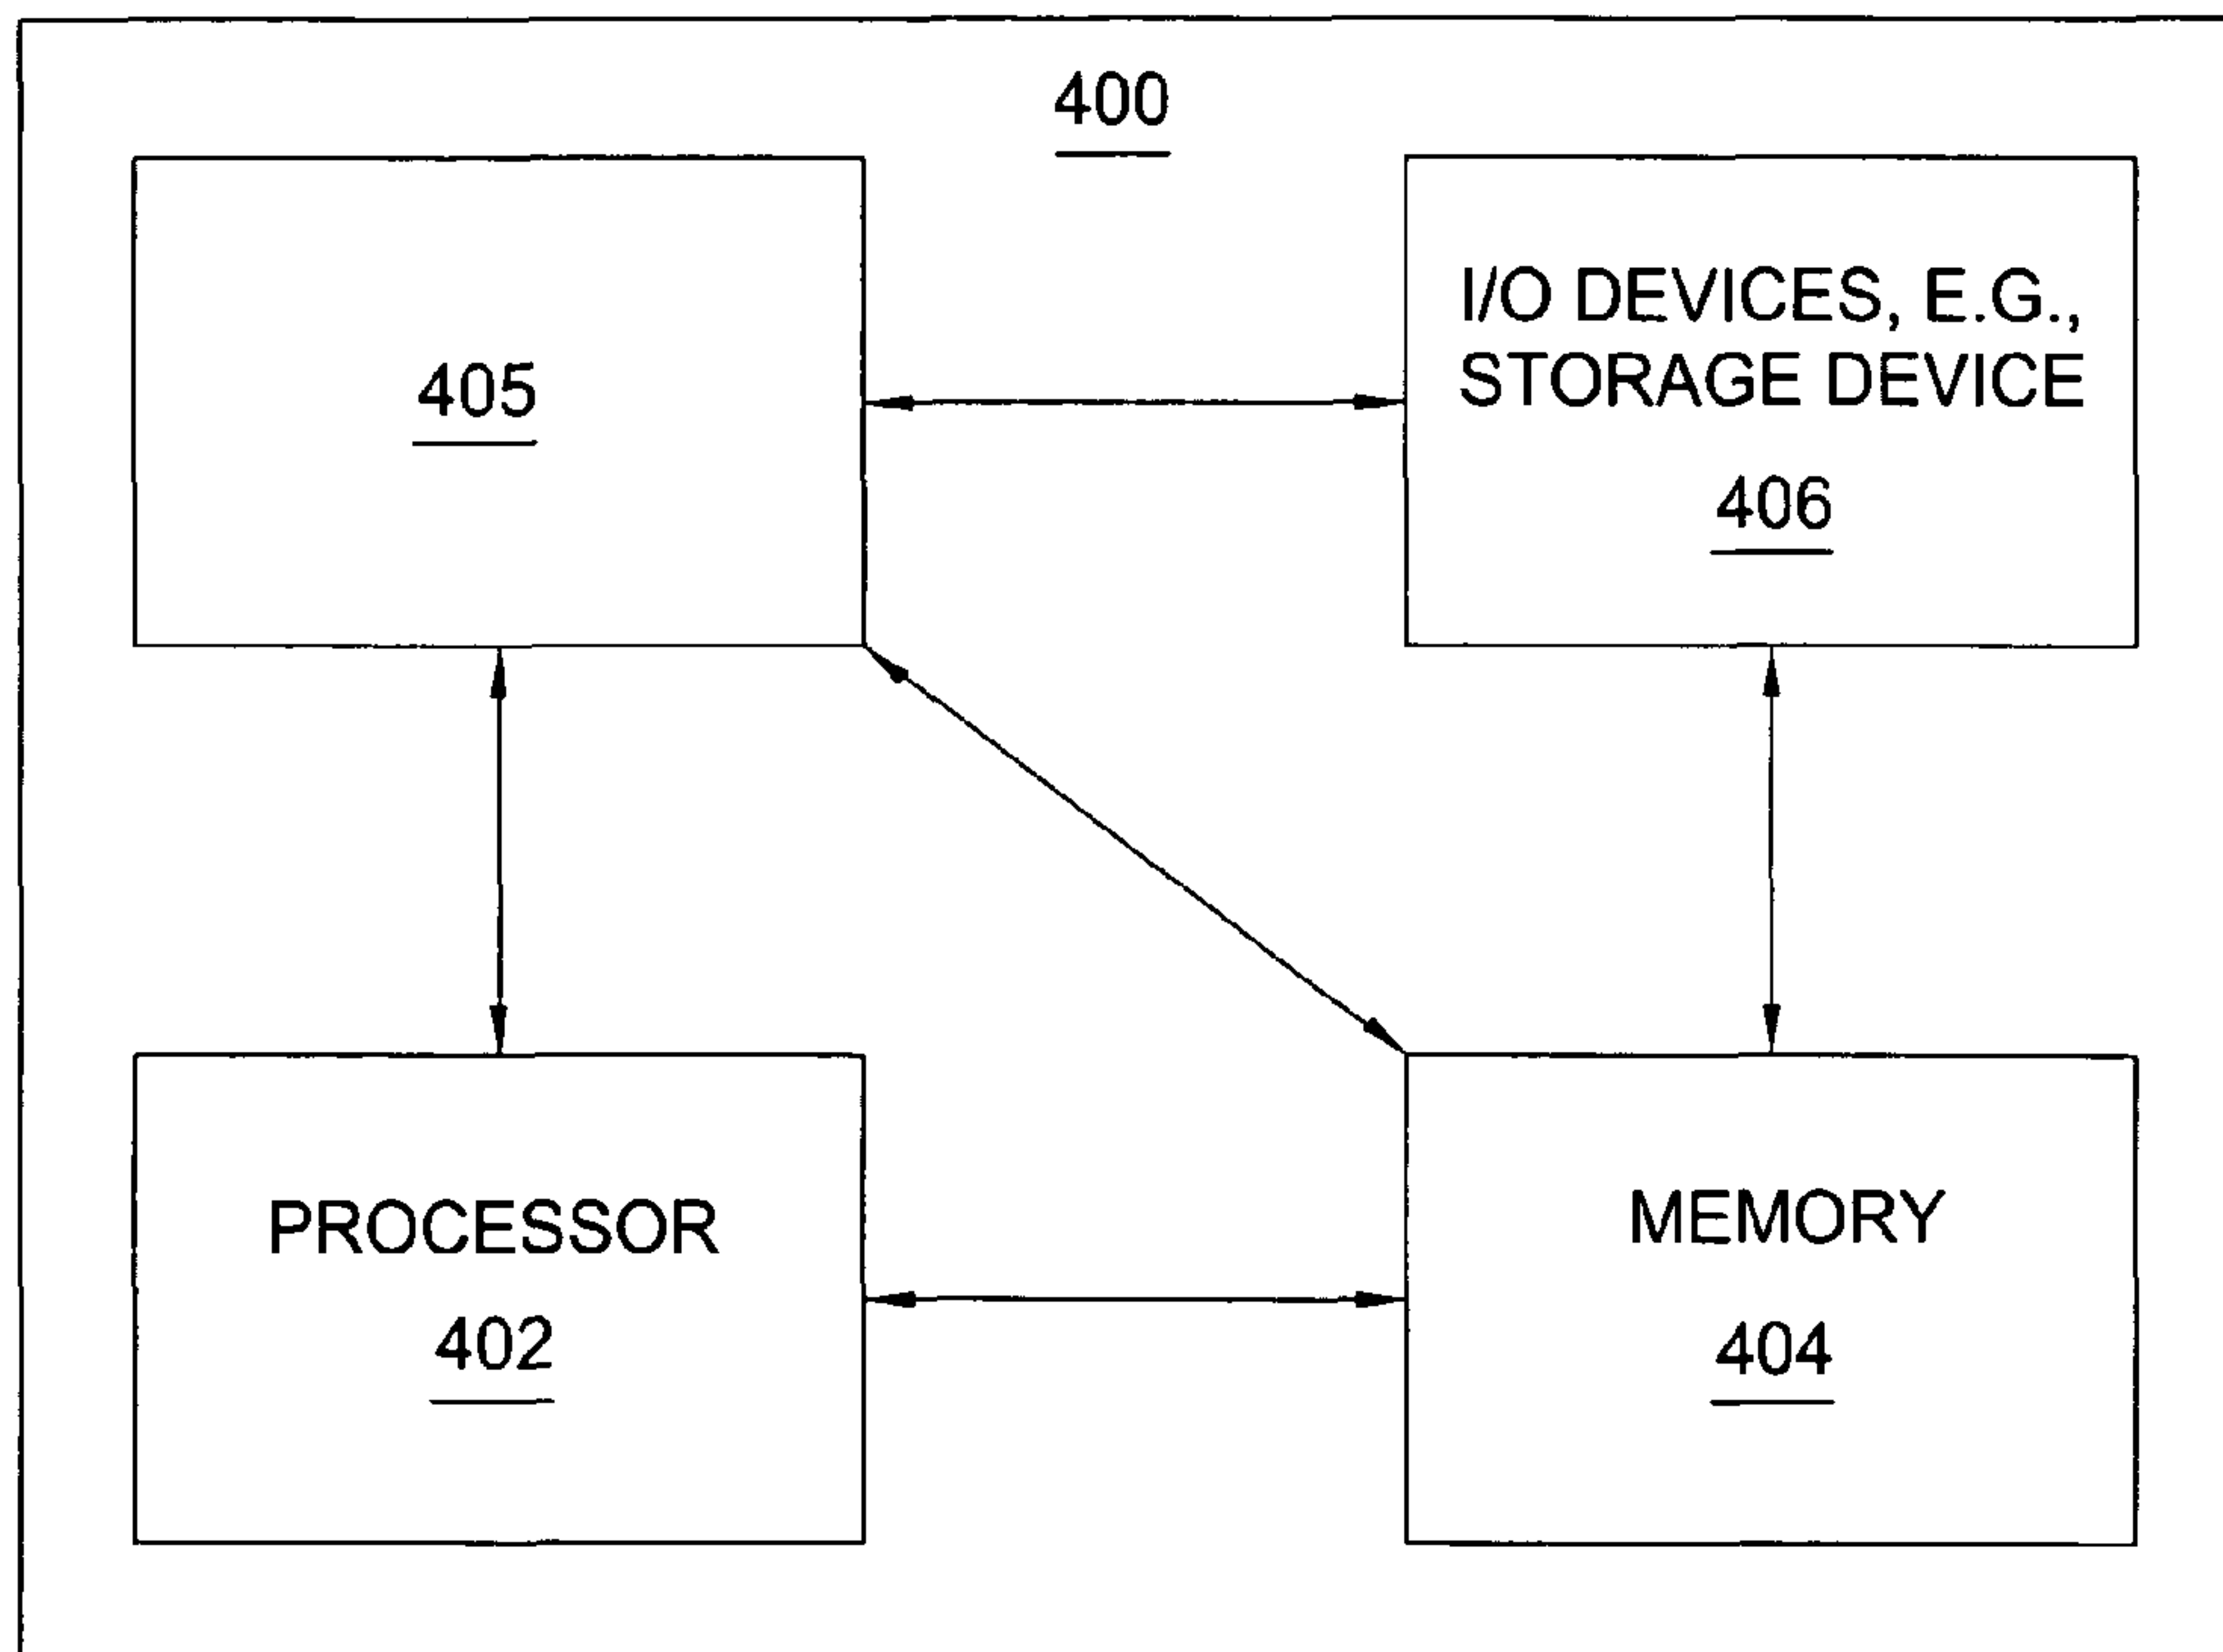 400
405
I/O DEVICES, E.G.,
STORAGE DEVICE
406
PROCESSOR
402
MEMORY
404